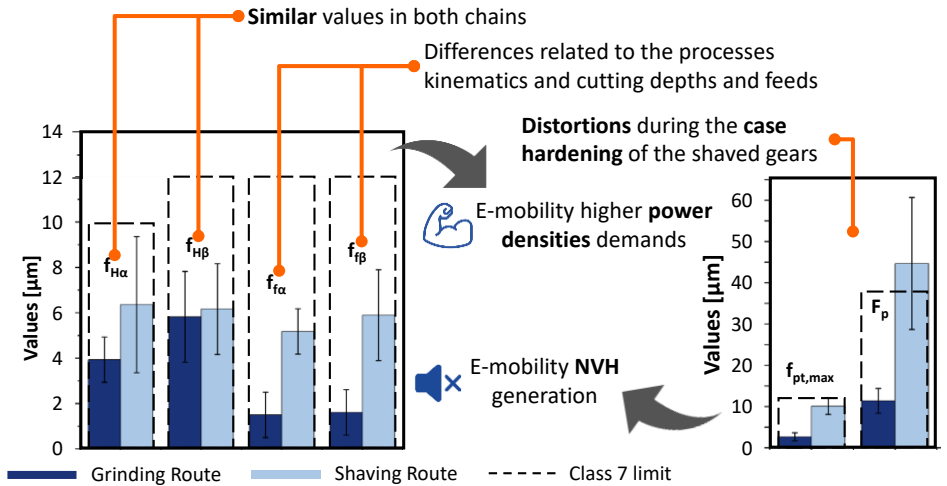 Similar values in both chains
Differences related to the processes
kinematics and cutting depths and feeds
Distortions during the case
hardening of the shaved gears
E-mobility higher power
densities demands
E-mobility NVH
generation
Values [µm]
14
12
10
8
6
4
2
0
fHα
fHβ
ffα
ffβ
Values [µm]
60
50
40
30
20
10
0
fpt,max
Fp
Grinding Route
Shaving Route
Class 7 limit